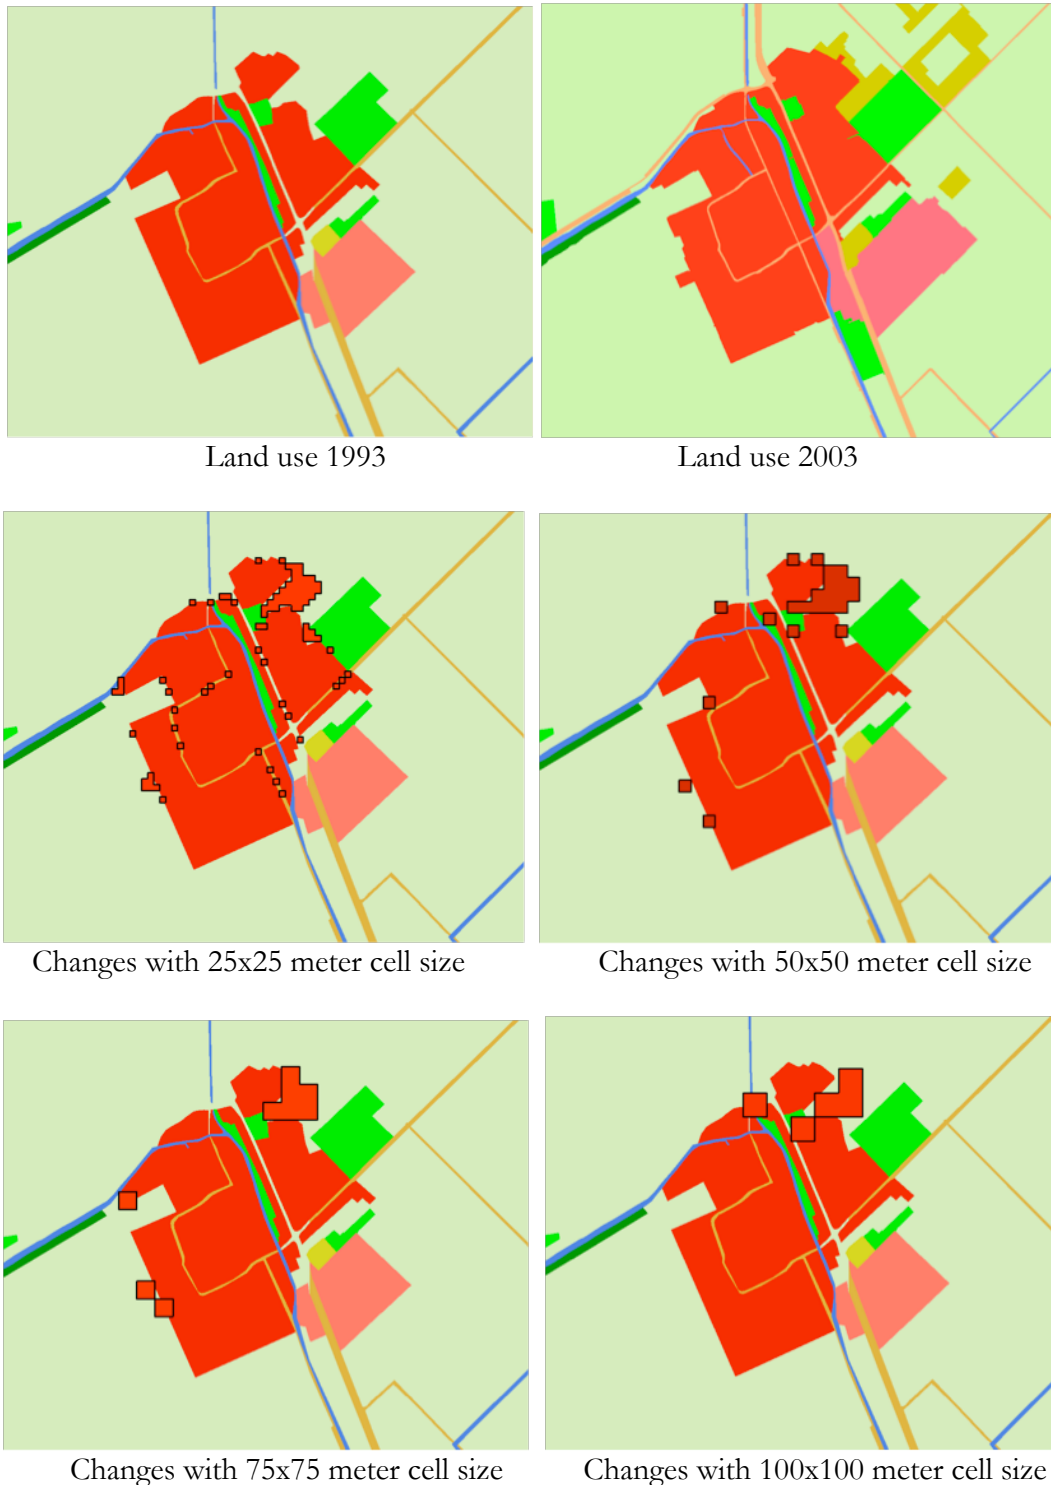 Land use 1993
Land use 2003
Changes with 25x25 meter cell size
Changes with 50x50 meter cell size
Changes with 75x75 meter cell size
Changes with 100x100 meter cell size